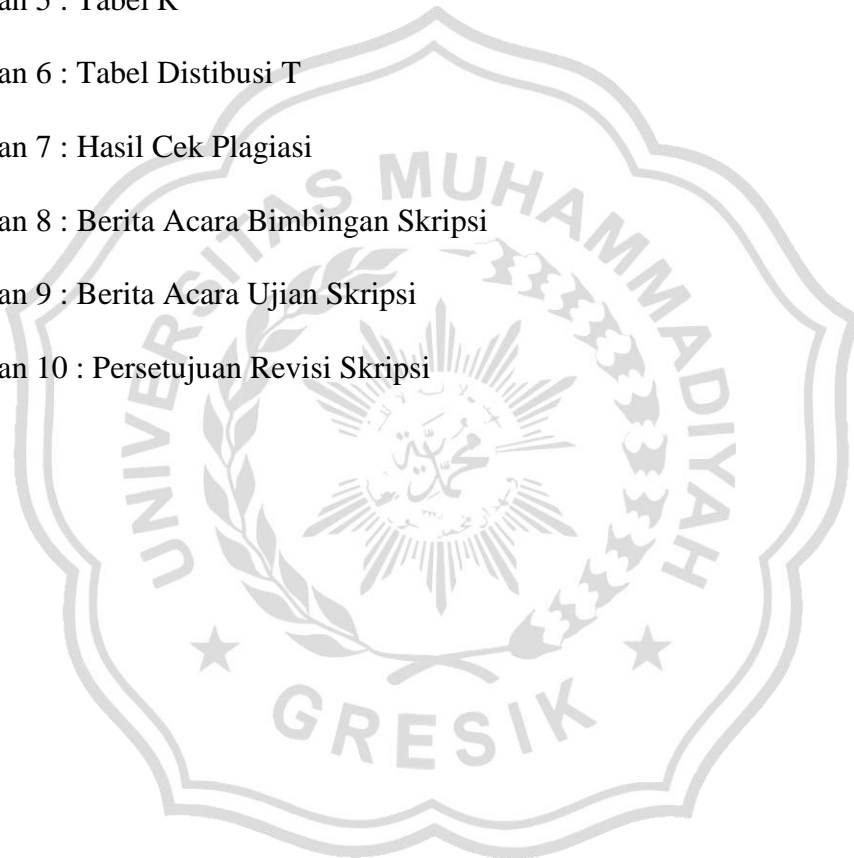 an 5 : Tabel R
an 6 : Tabel Distibusi T
an 7 : Hasil Cek Plagiasi
an 8 : Berita Acara Bimbingan Skripsi
an 9 : Berita Acara Ujian Skripsi
an 10 : Persetujuan Revisi Skripsi
UNIVERSITAS MUHAMMADIYAH
GRESIK